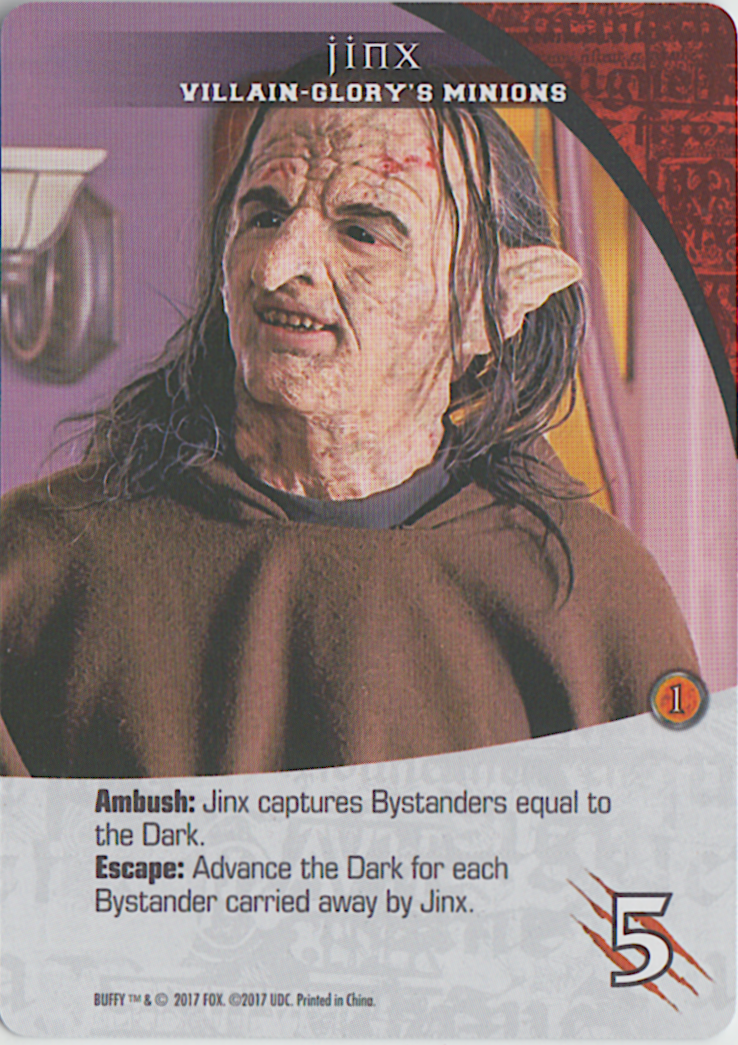 jinx
VILLAIN-GLORY'S MINIONS
1
Ambush: Jinx captures Bystanders equal to
the Dark.
Escape: Advance the Dark for each
Bystander carried away by Jinx.
5
BUFFY ™ & © 2017 FOX. ©2017 UDC. Printed in China.